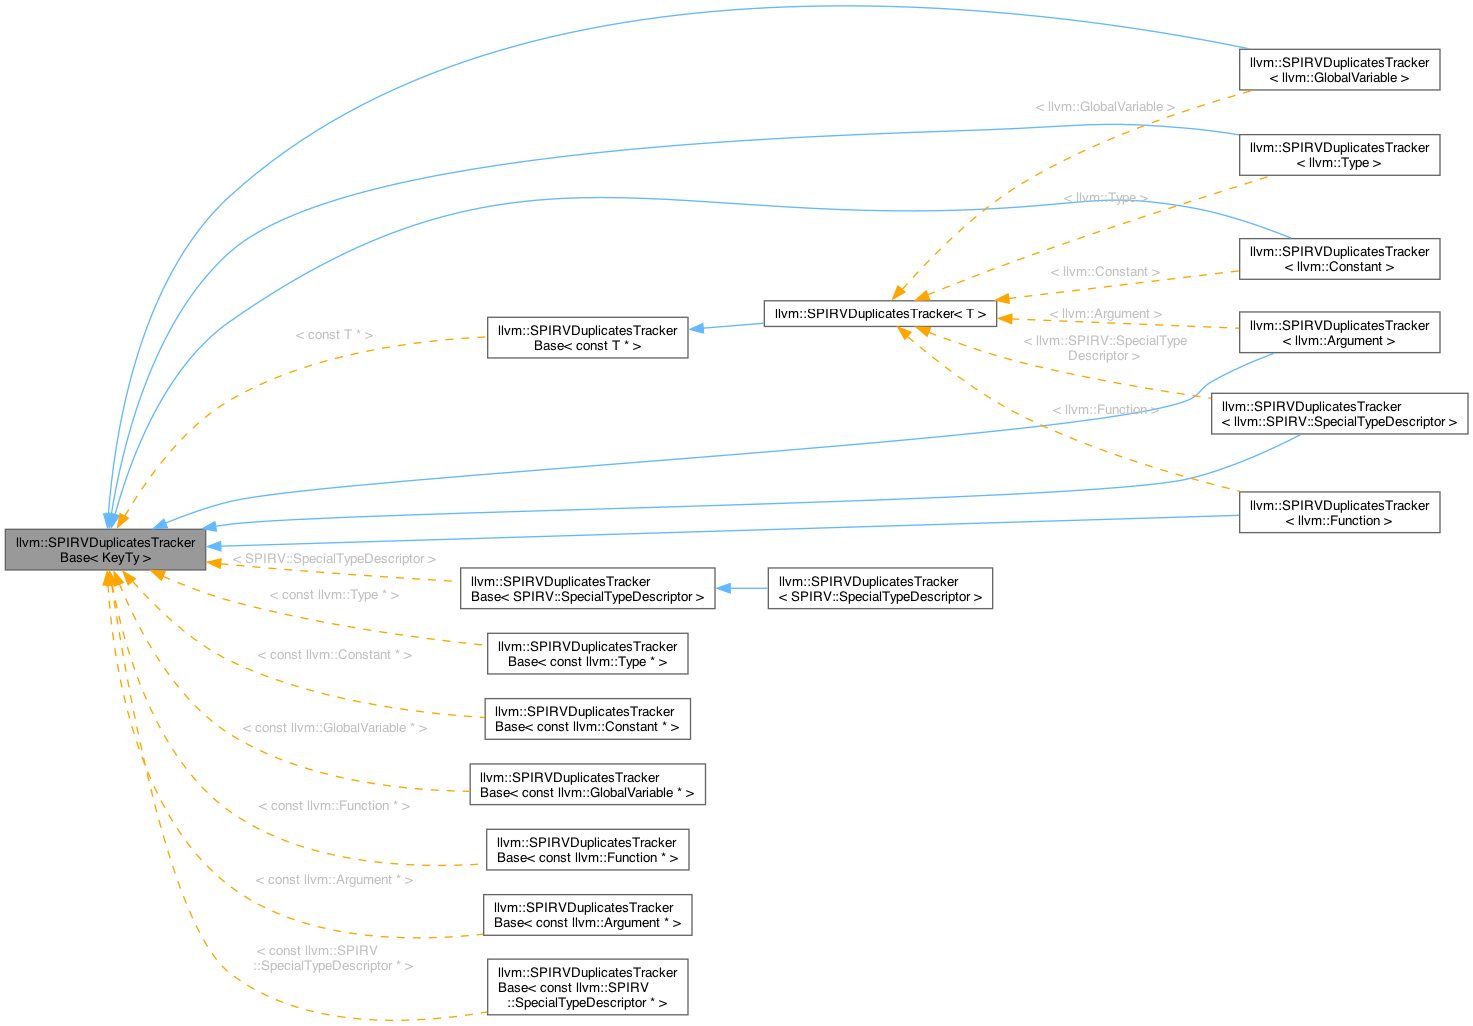 llvm::SPIRVDuplicatesTracker
< llvm::GlobalVariable >
< llvm::GlobalVariable >
llvm::SPIRVDuplicatesTracker
< llvm::Type >
< llvm::Type >
llvm::SPIRVDuplicatesTracker
< llvm::Constant >
< llvm::Constant >
llvm::SPIRVDuplicatesTracker< T >
< llvm::Argument >
llvm::SPIRVDuplicatesTracker
< llvm::Argument >
< const T * >
llvm::SPIRVDuplicatesTracker
Base< const T * >
< llvm::SPIRV::SpecialType
Descriptor >
llvm::SPIRVDuplicatesTracker
< llvm::SPIRV::SpecialTypeDescriptor >
< llvm::Function >
llvm::SPIRVDuplicatesTracker
< llvm::Function >
llvm::SPIRVDuplicatesTracker
Base< KeyTy >
< SPIRV::SpecialTypeDescriptor >
llvm::SPIRVDuplicatesTracker
Base< SPIRV::SpecialTypeDescriptor >
llvm::SPIRVDuplicatesTracker
< SPIRV::SpecialTypeDescriptor >
< const llvm::Type * >
llvm::SPIRVDuplicatesTracker
Base< const llvm::Type * >
< const llvm::Constant * >
llvm::SPIRVDuplicatesTracker
Base< const llvm::Constant * >
< const llvm::GlobalVariable * >
llvm::SPIRVDuplicatesTracker
Base< const llvm::GlobalVariable * >
< const llvm::Function * >
llvm::SPIRVDuplicatesTracker
Base< const llvm::Function * >
< const llvm::Argument * >
llvm::SPIRVDuplicatesTracker
Base< const llvm::Argument * >
< const llvm::SPIRV
::SpecialTypeDescriptor * >
llvm::SPIRVDuplicatesTracker
Base< const llvm::SPIRV
::SpecialTypeDescriptor * >